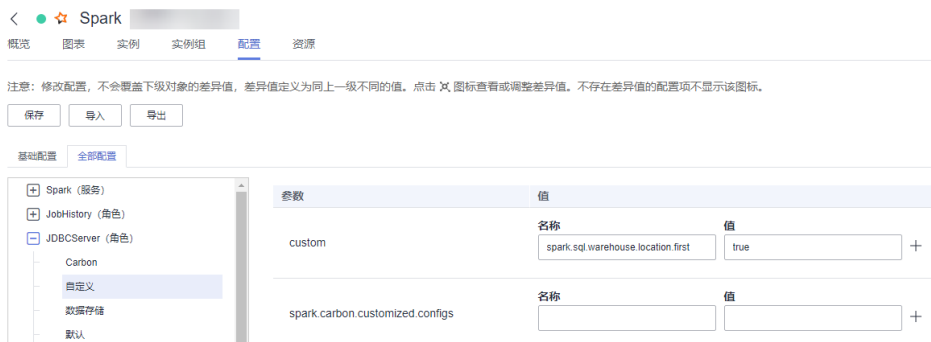 Spark
概览 图表 实例 实例组 配置 资源
注意：修改配置，不会覆盖下级对象的差异值，差异值定义为同上一级不同的值。点击 图标查看或调整差异值。不存在差异值的配置项不显示该图标。
保存 导入 导出
基础配置 全部配置
Spark（服务）
JobHistory（角色）
JDBCServer（角色）
Carbon
自定义
数据存储
默认
参数 值
名称 值
custom spark.sql.warehouse.location.first true
名称 值
spark.carbon.customized.configs